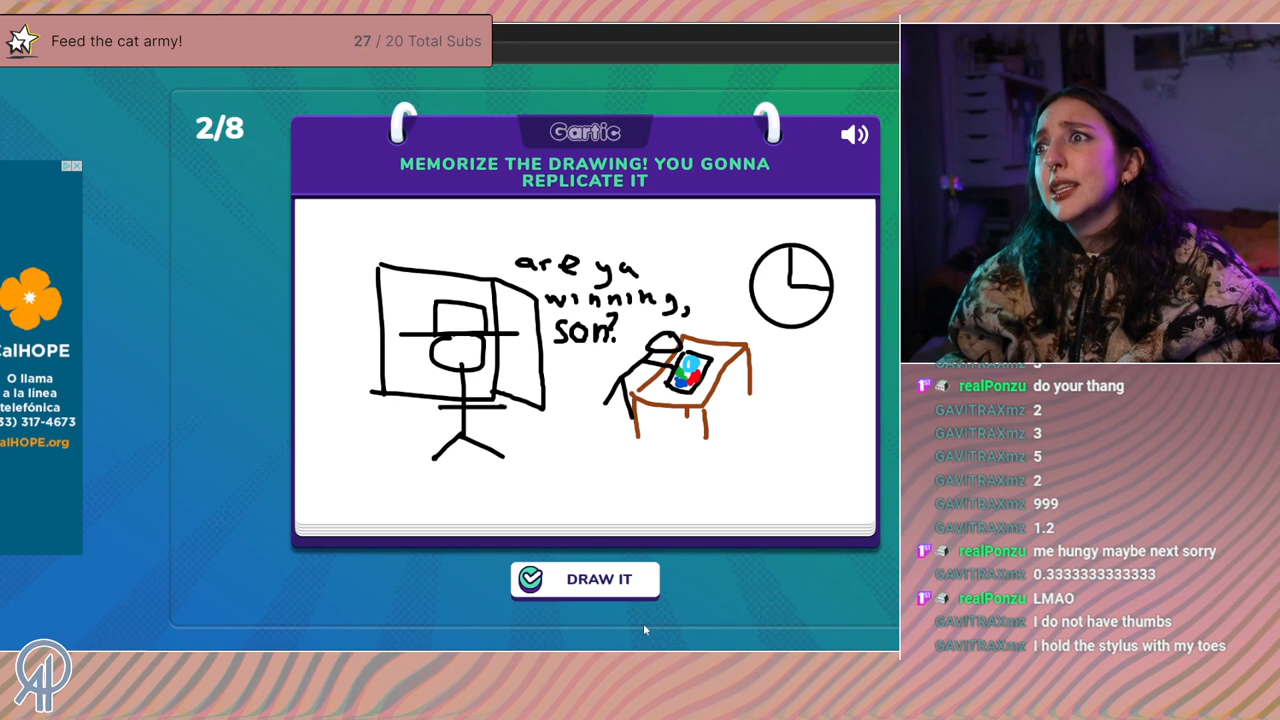 Feed the cat army!
27 / 20 Total Subs
2/8
Gartic
MEMORIZE THE DRAWING! YOU GONNA
REPLICATE IT
are ya
winning,
son?
DRAW IT
CalHOPE
O llama
a la línea
telefónica
33) 317-4673
alHOPE.org
realPonzu do your thang
GAVITRAXmz 2
GAVITRAXmz 3
GAVITRAXmz 5
GAVITRAXmz 2
GAVITRAXmz 999
GAVITRAXmz 1.2
realPonzu me hungy maybe next sorry
GAVITRAXmz 0.3333333333333
realPonzu LMAO
GAVITRAXmz I do not have thumbs
GAVITRAXmz I hold the stylus with my toes